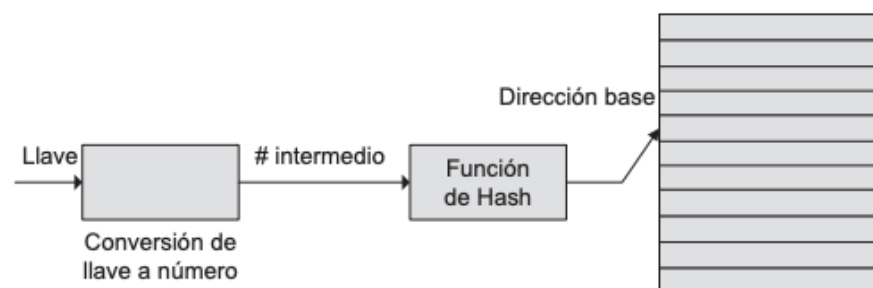 Llave
Conversión de
llave a número
# intermedio
Función
de Hash
Dirección base